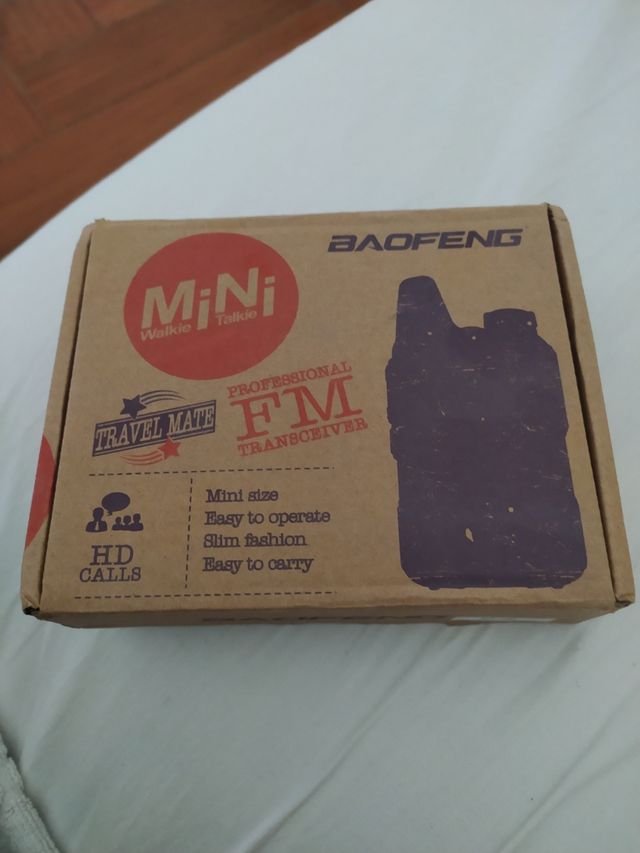 BAOFENG
MiNi
Walkie Talkie
TRAVEL MATE
PROFESSIONAL
FM
TRANSCEIVER
HD
CALLS
Mini size
Easy to operate
Slim fashion
Easy to carry